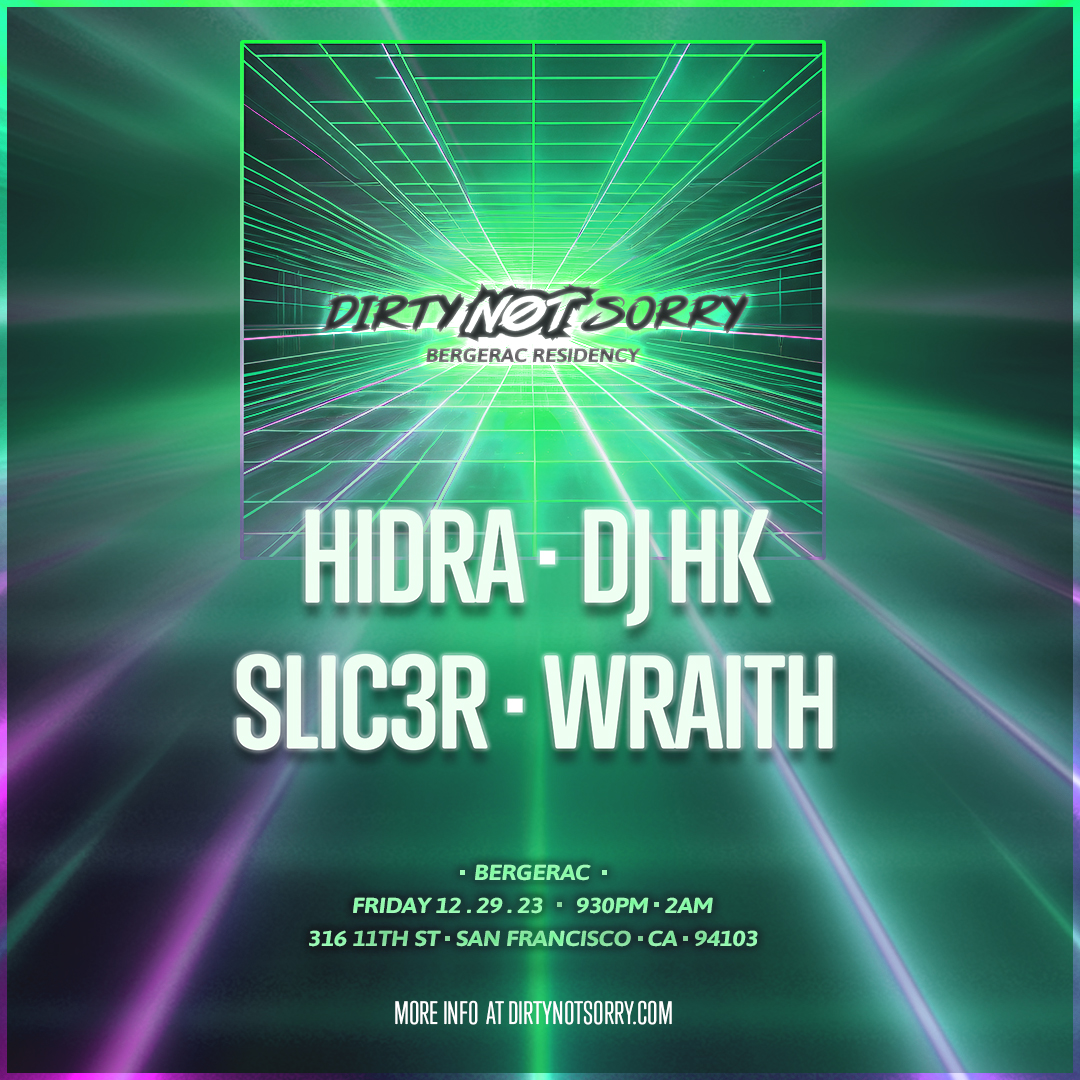 DIRTY NOT SORRY
BERGERAC RESIDENCY
HIDRA · DJ HK
SLIC3R · WRAITH
· BERGERAC ·
FRIDAY 12 . 29 . 23 · 930PM · 2AM
316 11TH ST · SAN FRANCISCO · CA · 94103
MORE INFO AT DIRTYNOTSORRY.COM